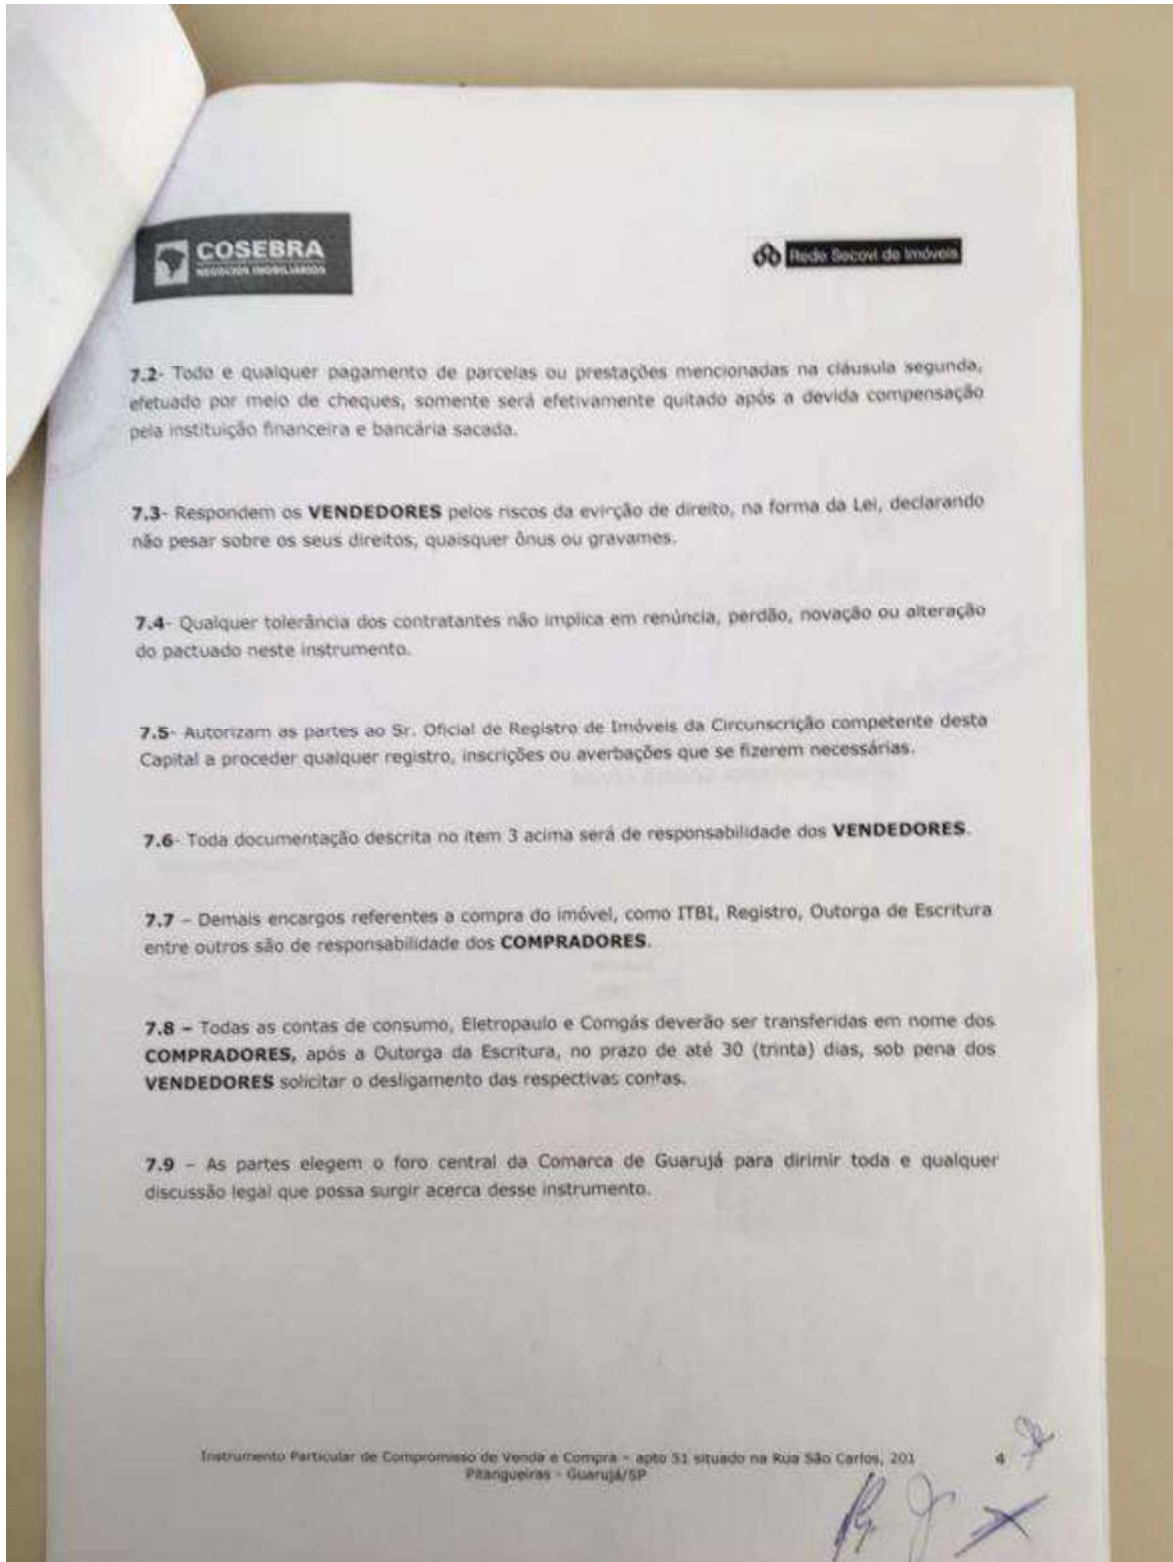 COSEBRA
NEGÓCIOS IMOBILIÁRIOS
Rede Secovi de Imóveis
7.2- Todo e qualquer pagamento de parcelas ou prestações mencionadas na cláusula segunda,
efetuado por meio de cheques, somente será efetivamente quitado após a devida compensação
pela instituição financeira e bancária sacada.
7.3- Respondem os VENDEDORES pelos riscos da evirção de direito, na forma da Lei, declarando
não pesar sobre os seus direitos, quaisquer ônus ou gravames.
7.4- Qualquer tolerância dos contratantes não implica em renúncia, perdão, novação ou alteração
do pactuado neste instrumento.
7.5- Autorizam as partes ao Sr. Oficial de Registro de Imóveis da Circunscrição competente desta
Capital a proceder qualquer registro, inscrições ou averbações que se fizerem necessárias.
7.6- Toda documentação descrita no item 3 acima será de responsabilidade dos VENDEDORES.
7.7 – Demais encargos referentes a compra do imóvel, como ITBI, Registro, Outorga de Escritura
entre outros são de responsabilidade dos COMPRADORES.
7.8 – Todas as contas de consumo, Eletropaulo e Comgás deverão ser transferidas em nome dos
COMPRADORES, após a Outorga da Escritura, no prazo de até 30 (trinta) dias, sob pena dos
VENDEDORES solicitar o desligamento das respectivas contas.
7.9 – As partes elegem o foro central da Comarca de Guarujá para dirimir toda e qualquer
discussão legal que possa surgir acerca desse instrumento.
Instrumento Particular de Compromisso de Venda e Compra – apto 51 situado na Rua São Carlos, 201 4
Pitangueiras - Guarujá/SP